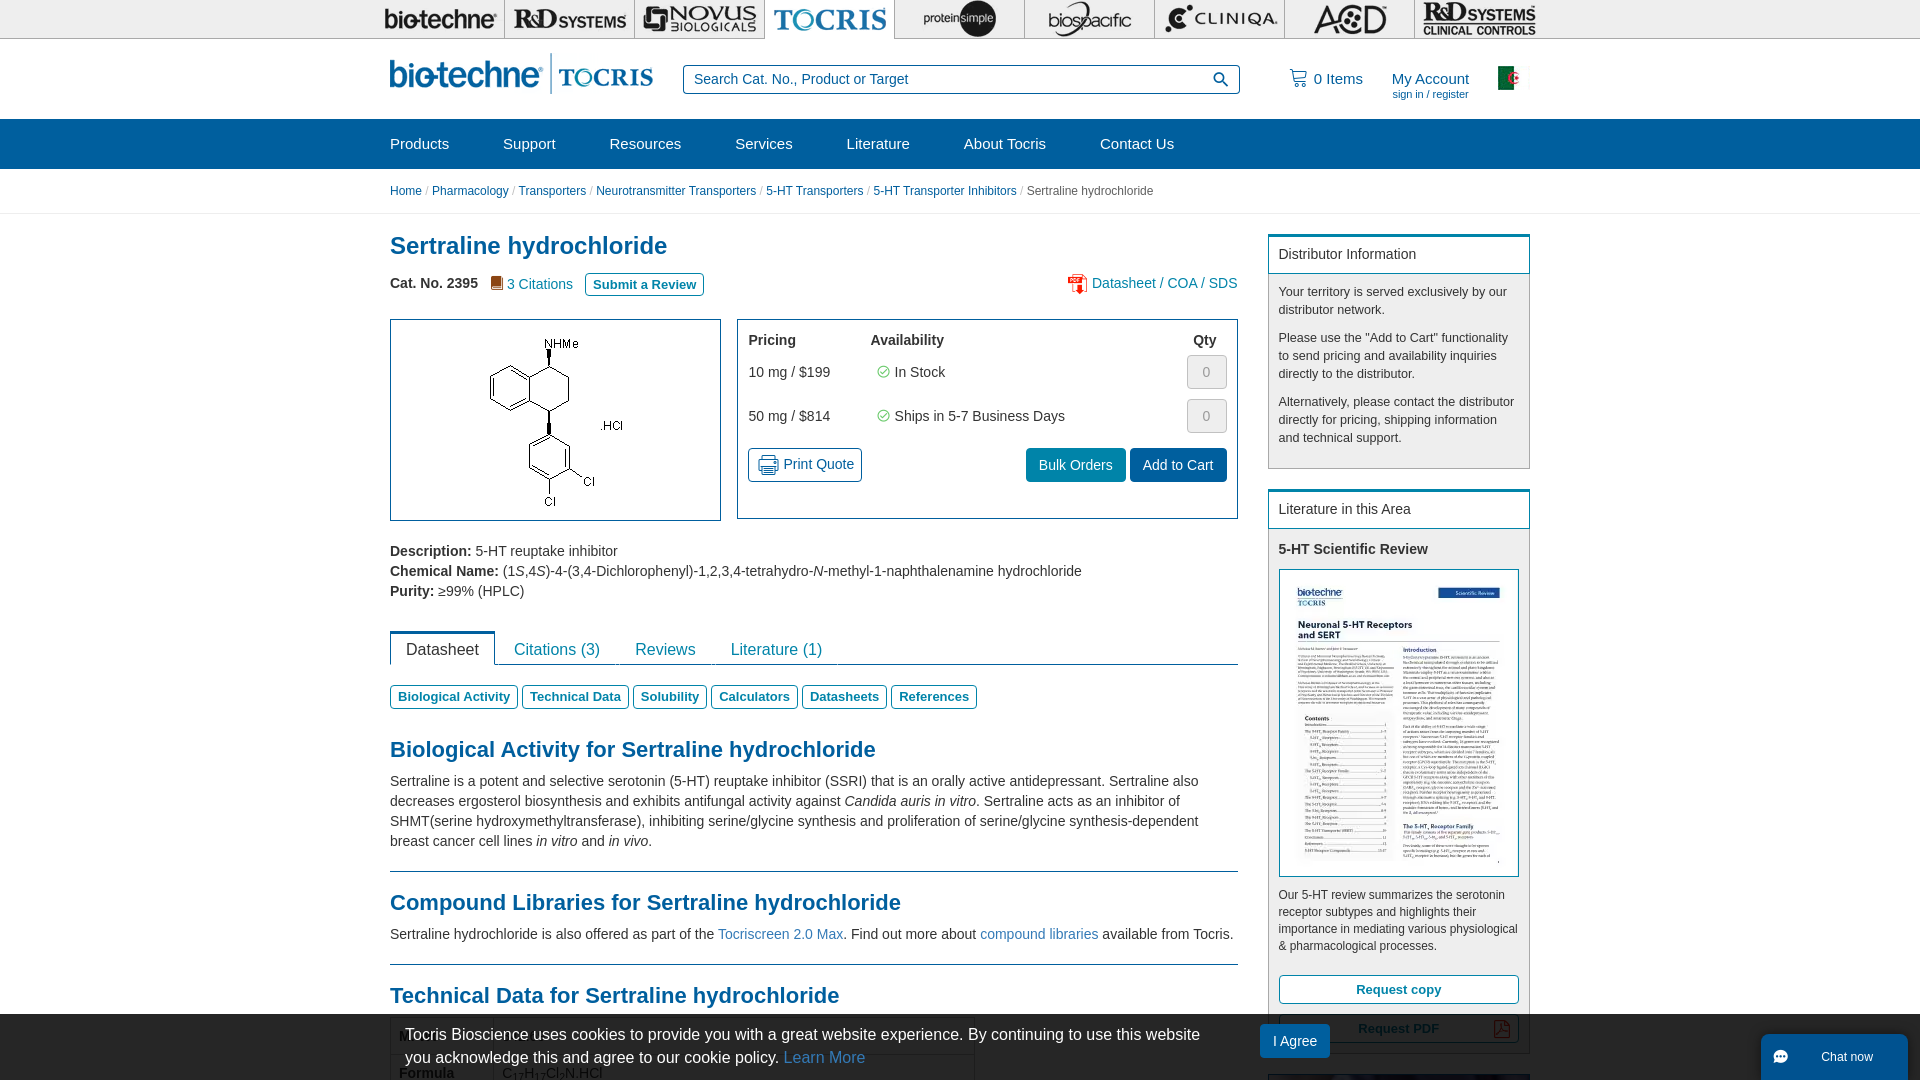 bio-techne
R&D SYSTEMS
NOVUS BIOLOGICALS
TOCRIS
proteinsimple
biospacific
CLINIQA
ACD
R&D SYSTEMS CLINICAL CONTROLS
bio-techne TOCRIS
Search Cat. No., Product or Target
0 Items
My Account
sign in / register
Products Support Resources Services Literature About Tocris Contact Us
Home / Pharmacology / Transporters / Neurotransmitter Transporters / 5-HT Transporters / 5-HT Transporter Inhibitors / Sertraline hydrochloride
Sertraline hydrochloride
Cat. No. 2395 3 Citations Submit a Review
Datasheet / COA / SDS
NHMe
.HCl
Cl
Cl
Pricing Availability Qty
10 mg / $199 In Stock 0
50 mg / $814 Ships in 5-7 Business Days 0
Print Quote Bulk Orders Add to Cart
Description: 5-HT reuptake inhibitor
Chemical Name: (1S,4S)-4-(3,4-Dichlorophenyl)-1,2,3,4-tetrahydro-N-methyl-1-naphthalenamine hydrochloride
Purity: ≥99% (HPLC)
Datasheet Citations (3) Reviews Literature (1)
Biological Activity Technical Data Solubility Calculators Datasheets References
Biological Activity for Sertraline hydrochloride
Sertraline is a potent and selective serotonin (5-HT) reuptake inhibitor (SSRI) that is an orally active antidepressant. Sertraline also
decreases ergosterol biosynthesis and exhibits antifungal activity against Candida auris in vitro. Sertraline acts as an inhibitor of
SHMT(serine hydroxymethyltransferase), inhibiting serine/glycine synthesis and proliferation of serine/glycine synthesis-dependent
breast cancer cell lines in vitro and in vivo.
Compound Libraries for Sertraline hydrochloride
Sertraline hydrochloride is also offered as part of the Tocriscreen 2.0 Max. Find out more about compound libraries available from Tocris.
Technical Data for Sertraline hydrochloride
Formula C17H17Cl2N.HCl
Distributor Information
Your territory is served exclusively by our
distributor network.
Please use the "Add to Cart" functionality
to send pricing and availability inquiries
directly to the distributor.
Alternatively, please contact the distributor
directly for pricing, shipping information
and technical support.
Literature in this Area
5-HT Scientific Review
bio-techne
TOCRIS
Scientific Review
Neuronal 5-HT Receptors
and SERT
Introduction
Contents
The 5-HT1 Receptor Family
Our 5-HT review summarizes the serotonin
receptor subtypes and highlights their
importance in mediating various physiological
& pharmacological processes.
Request copy
Request PDF
Tocris Bioscience uses cookies to provide you with a great website experience. By continuing to use this website
you acknowledge this and agree to our cookie policy. Learn More
I Agree
Chat now